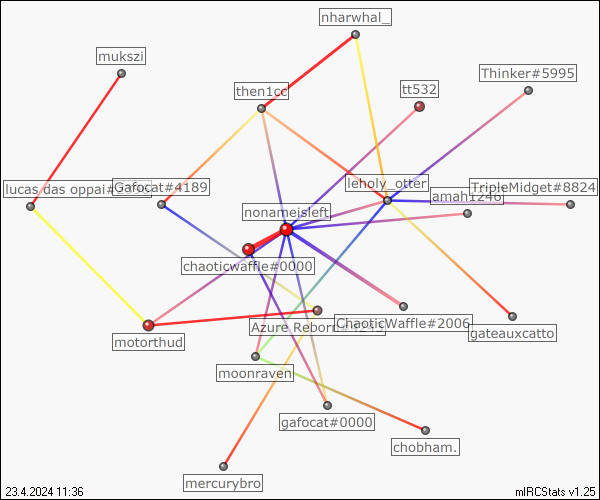 nharwhal_
mukszi
Thinker#5995
tt532
then1cc
lucas das oppai#
Gafocat#4189
leholy_otter
TripleMidget#8824
amah1246
nonameisleft
chaoticwaffle#0000
Azure Reborn#
ChaoticWaffle#2006
gateauxcatto
motorthud
moonraven
gafocat#0000
chobham.
mercurybro
23.4.2024 11:36
mIRCStats v1.25